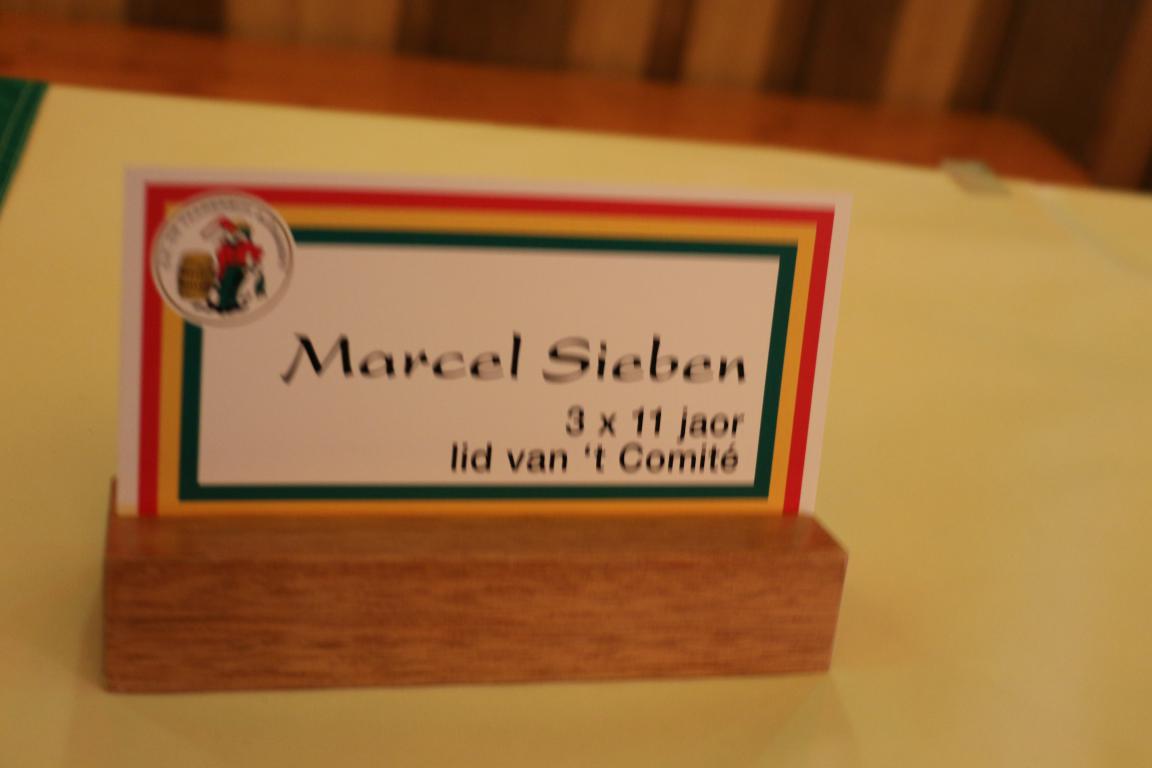 Marcel Sieben
3 x 11 jaor
lid van ‘t Comité